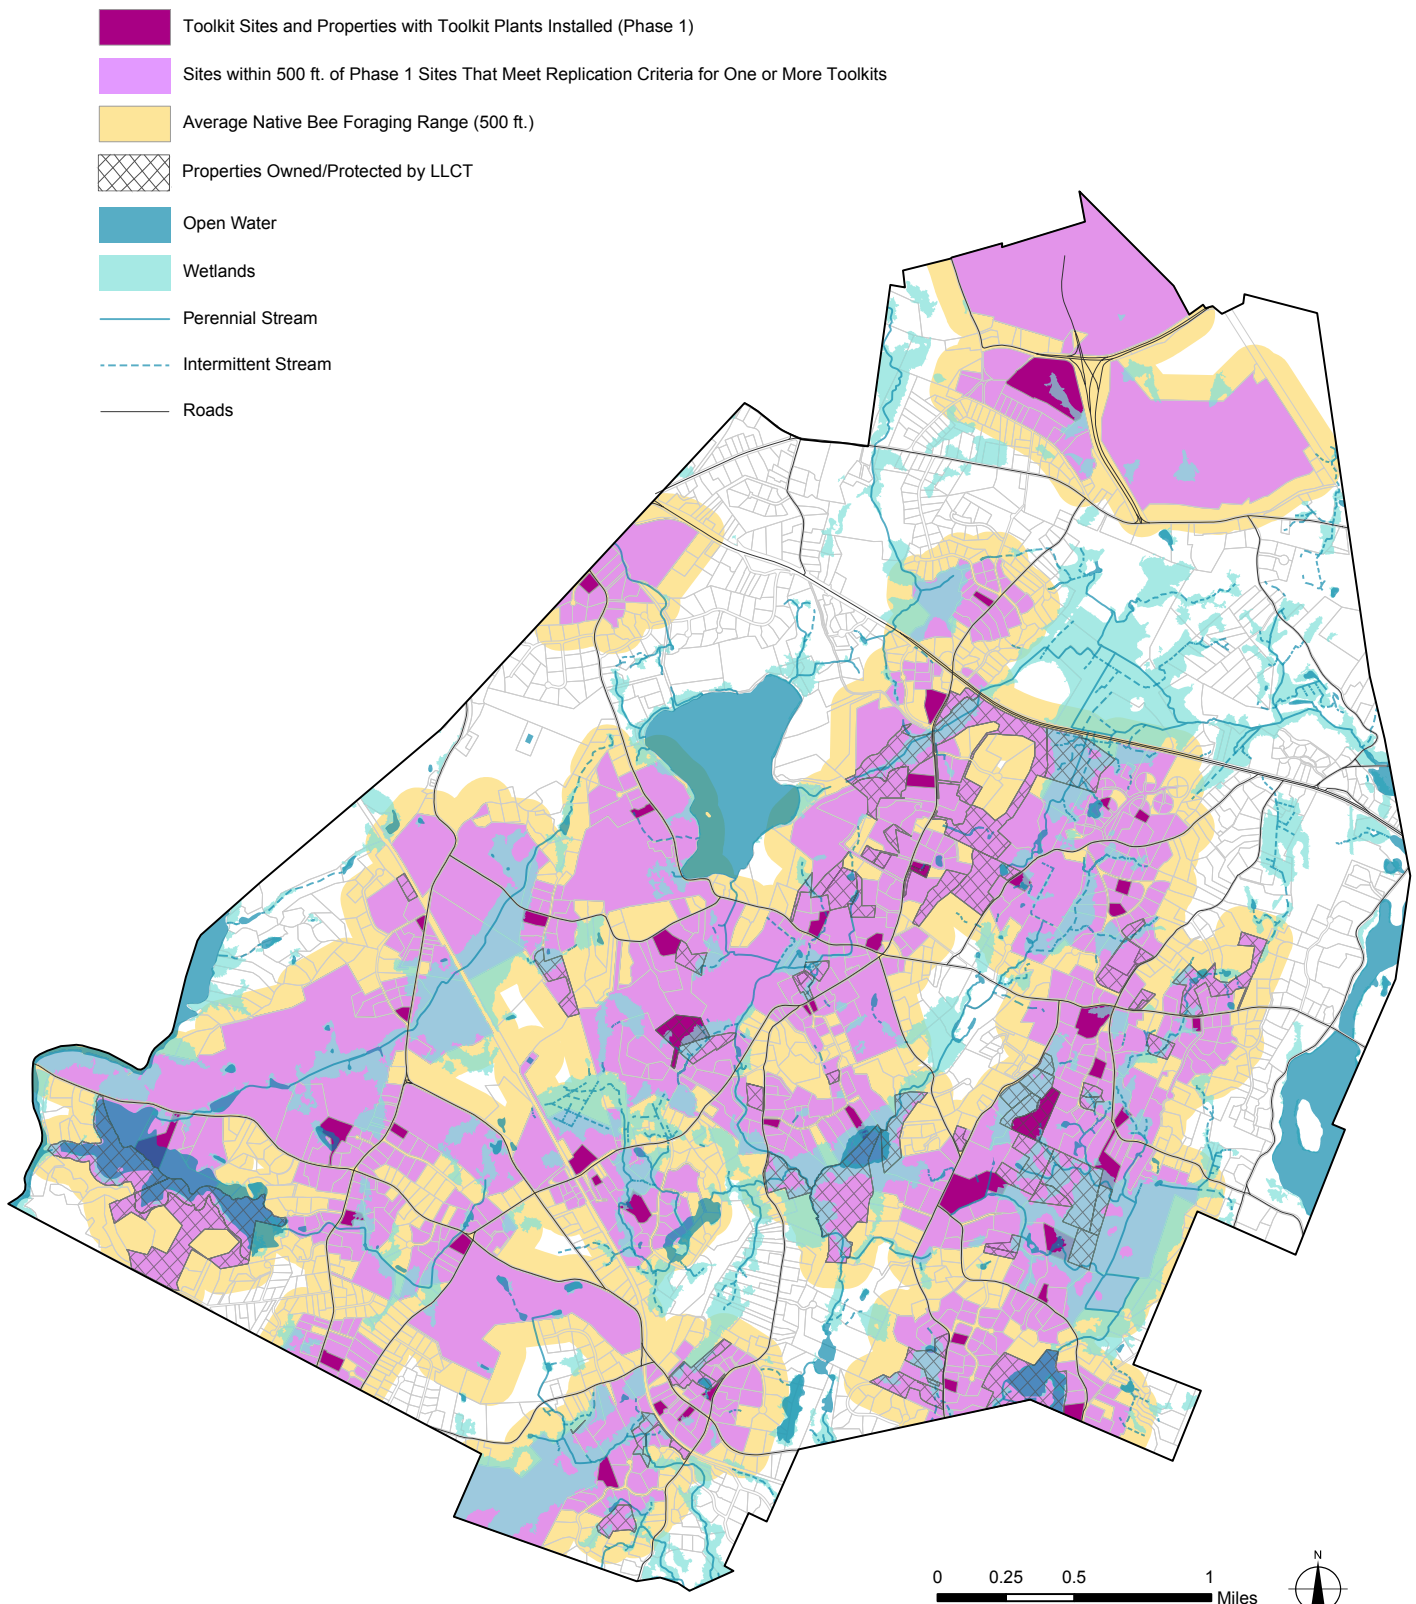 Toolkit Sites and Properties with Toolkit Plants Installed (Phase 1)
Sites within 500 ft. of Phase 1 Sites That Meet Replication Criteria for One or More Toolkits
Average Native Bee Foraging Range (500 ft.)
Properties Owned/Protected by LLCT
Open Water
Wetlands
Perennial Stream
Intermittent Stream
Roads
N
0 0.25 0.5 1
Miles